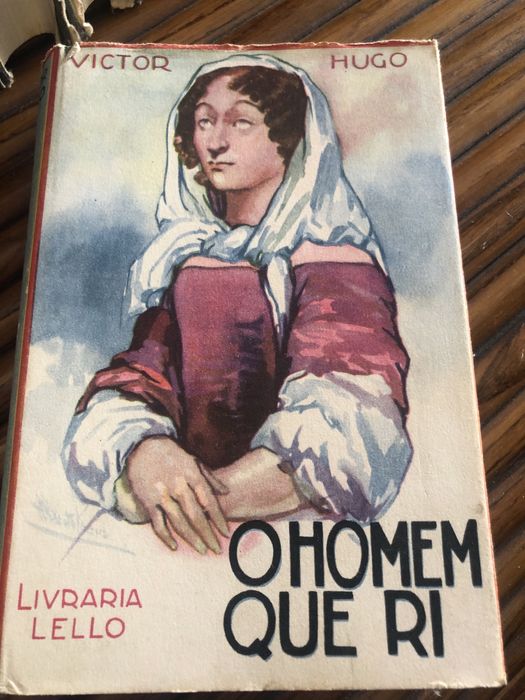 VICTOR HUGO
O HOMEM
QUE RI
LIVRARIA
LELLO